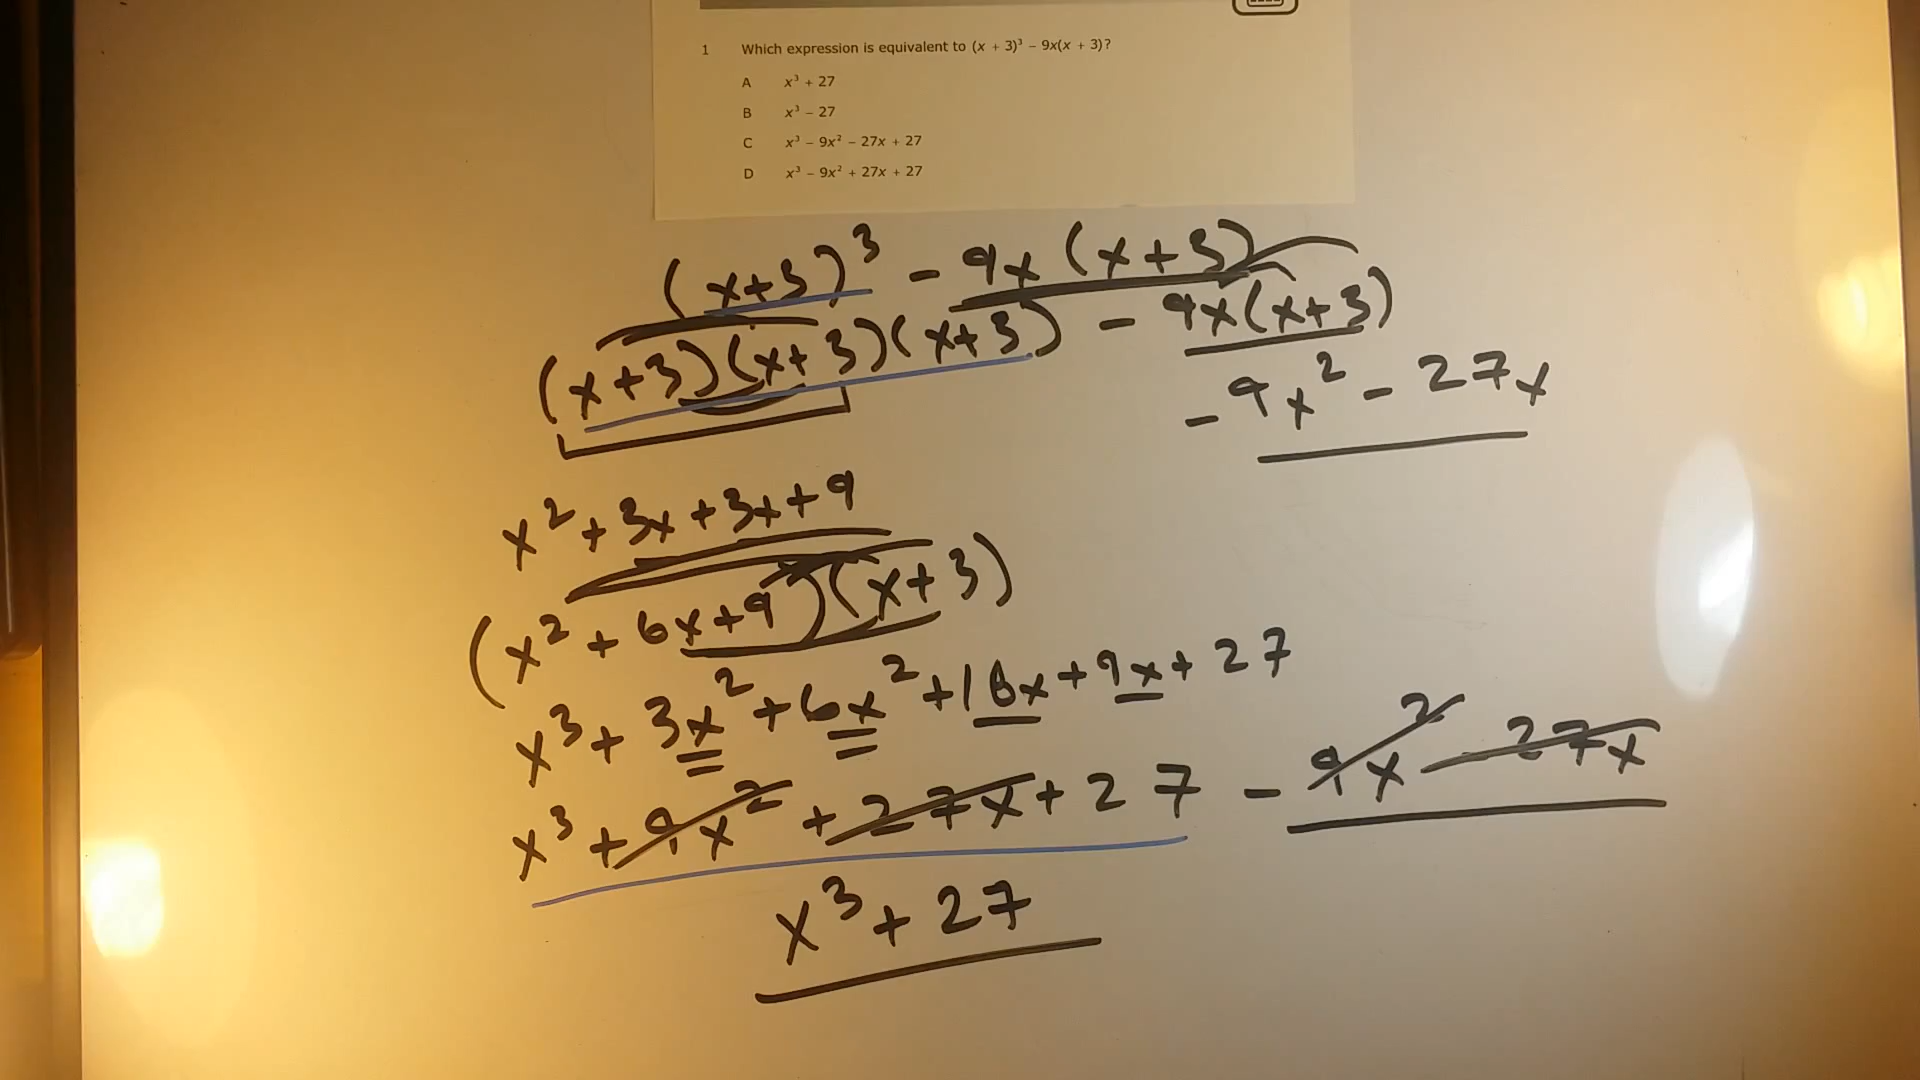 1 Which expression is equivalent to (x + 3)³ – 9x(x + 3)?
A x³ + 27
B x³ – 27
C x³ – 9x² – 27x + 27
D x³ – 9x² + 27x + 27
(x+3)³ - 9x(x+3)
(x+3)(x+3)(x+3) - 9x(x+3)
- 9x² - 27x
x² + 3x + 3x + 9
(x² + 6x + 9)(x+3)
x³ + 3x² + 6x² + 18x + 9x + 27
x³ + 9x² + 27x + 27 - 9x² - 27x
x³ + 27